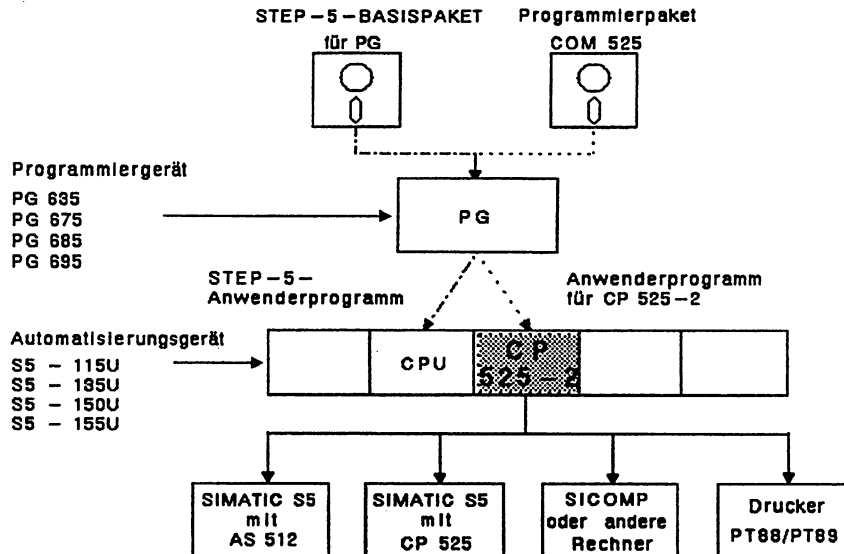 STEP-5-BASISPAKET
für PG
Programmierpaket
COM 525
Programmiergerät
PG 635
PG 675
PG 685
PG 695
PG
STEP-5-
Anwenderprogramm
Anwenderprogramm
für CP 525-2
Automatisierungsgerät
S5 - 115U
S5 - 135U
S5 - 150U
S5 - 155U
CPU
CP
525-2
SIMATIC S5
mit
AS 512
SIMATIC S5
mit
CP 525
SICOMP
oder andere
Rechner
Drucker
PT88/PT89